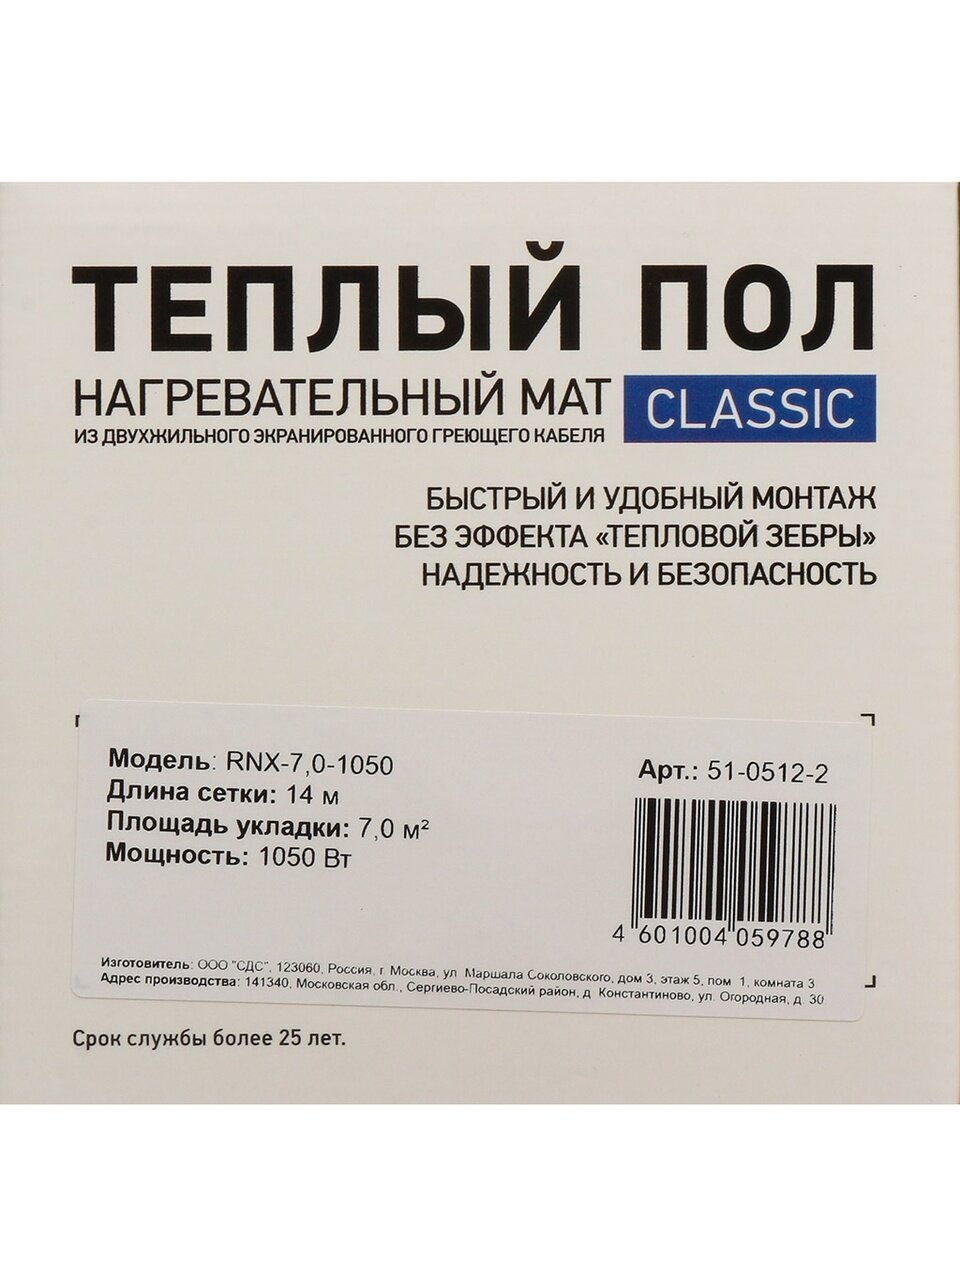 ТЕПЛЫЙ ПОЛ
НАГРЕВАТЕЛЬНЫЙ МАТ CLASSIC
ИЗ ДВУХЖИЛЬНОГО ЭКРАНИРОВАННОГО ГРЕЮЩЕГО КАБЕЛЯ
БЫСТРЫЙ И УДОБНЫЙ МОНТАЖ
БЕЗ ЭФФЕКТА «ТЕПЛОВОЙ ЗЕБРЫ»
НАДЕЖНОСТЬ И БЕЗОПАСНОСТЬ
Модель: RNX-7,0-1050
Длина сетки: 14 м
Площадь укладки: 7,0 м²
Мощность: 1050 Вт
Арт.: 51-0512-2
4 601004 059788
Изготовитель: ООО "СДС", 123060, Россия, г. Москва, ул. Маршала Соколовского, дом 3, этаж 5, пом. 1, комната 3
Адрес производства: 141340, Московская обл., Сергиево-Посадский район, д. Константиново, ул. Огородная, д. 30
Срок службы более 25 лет.